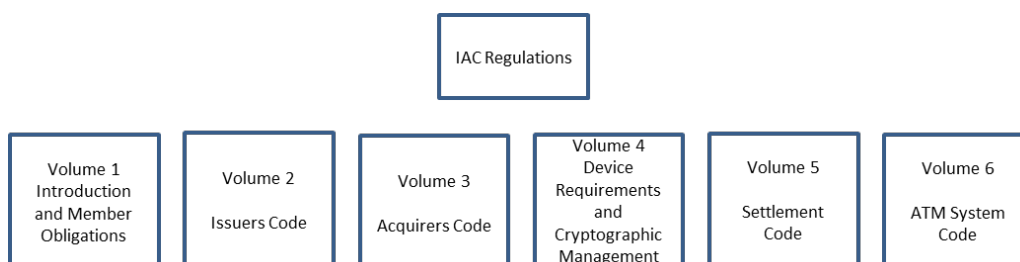 IAC Regulations
Volume 1
Introduction
and Member
Obligations
Volume 2
Issuers Code
Volume 3
Acquirers Code
Volume 4
Device
Requirements
and
Cryptographic
Management
Volume 5
Settlement
Code
Volume 6
ATM System
Code